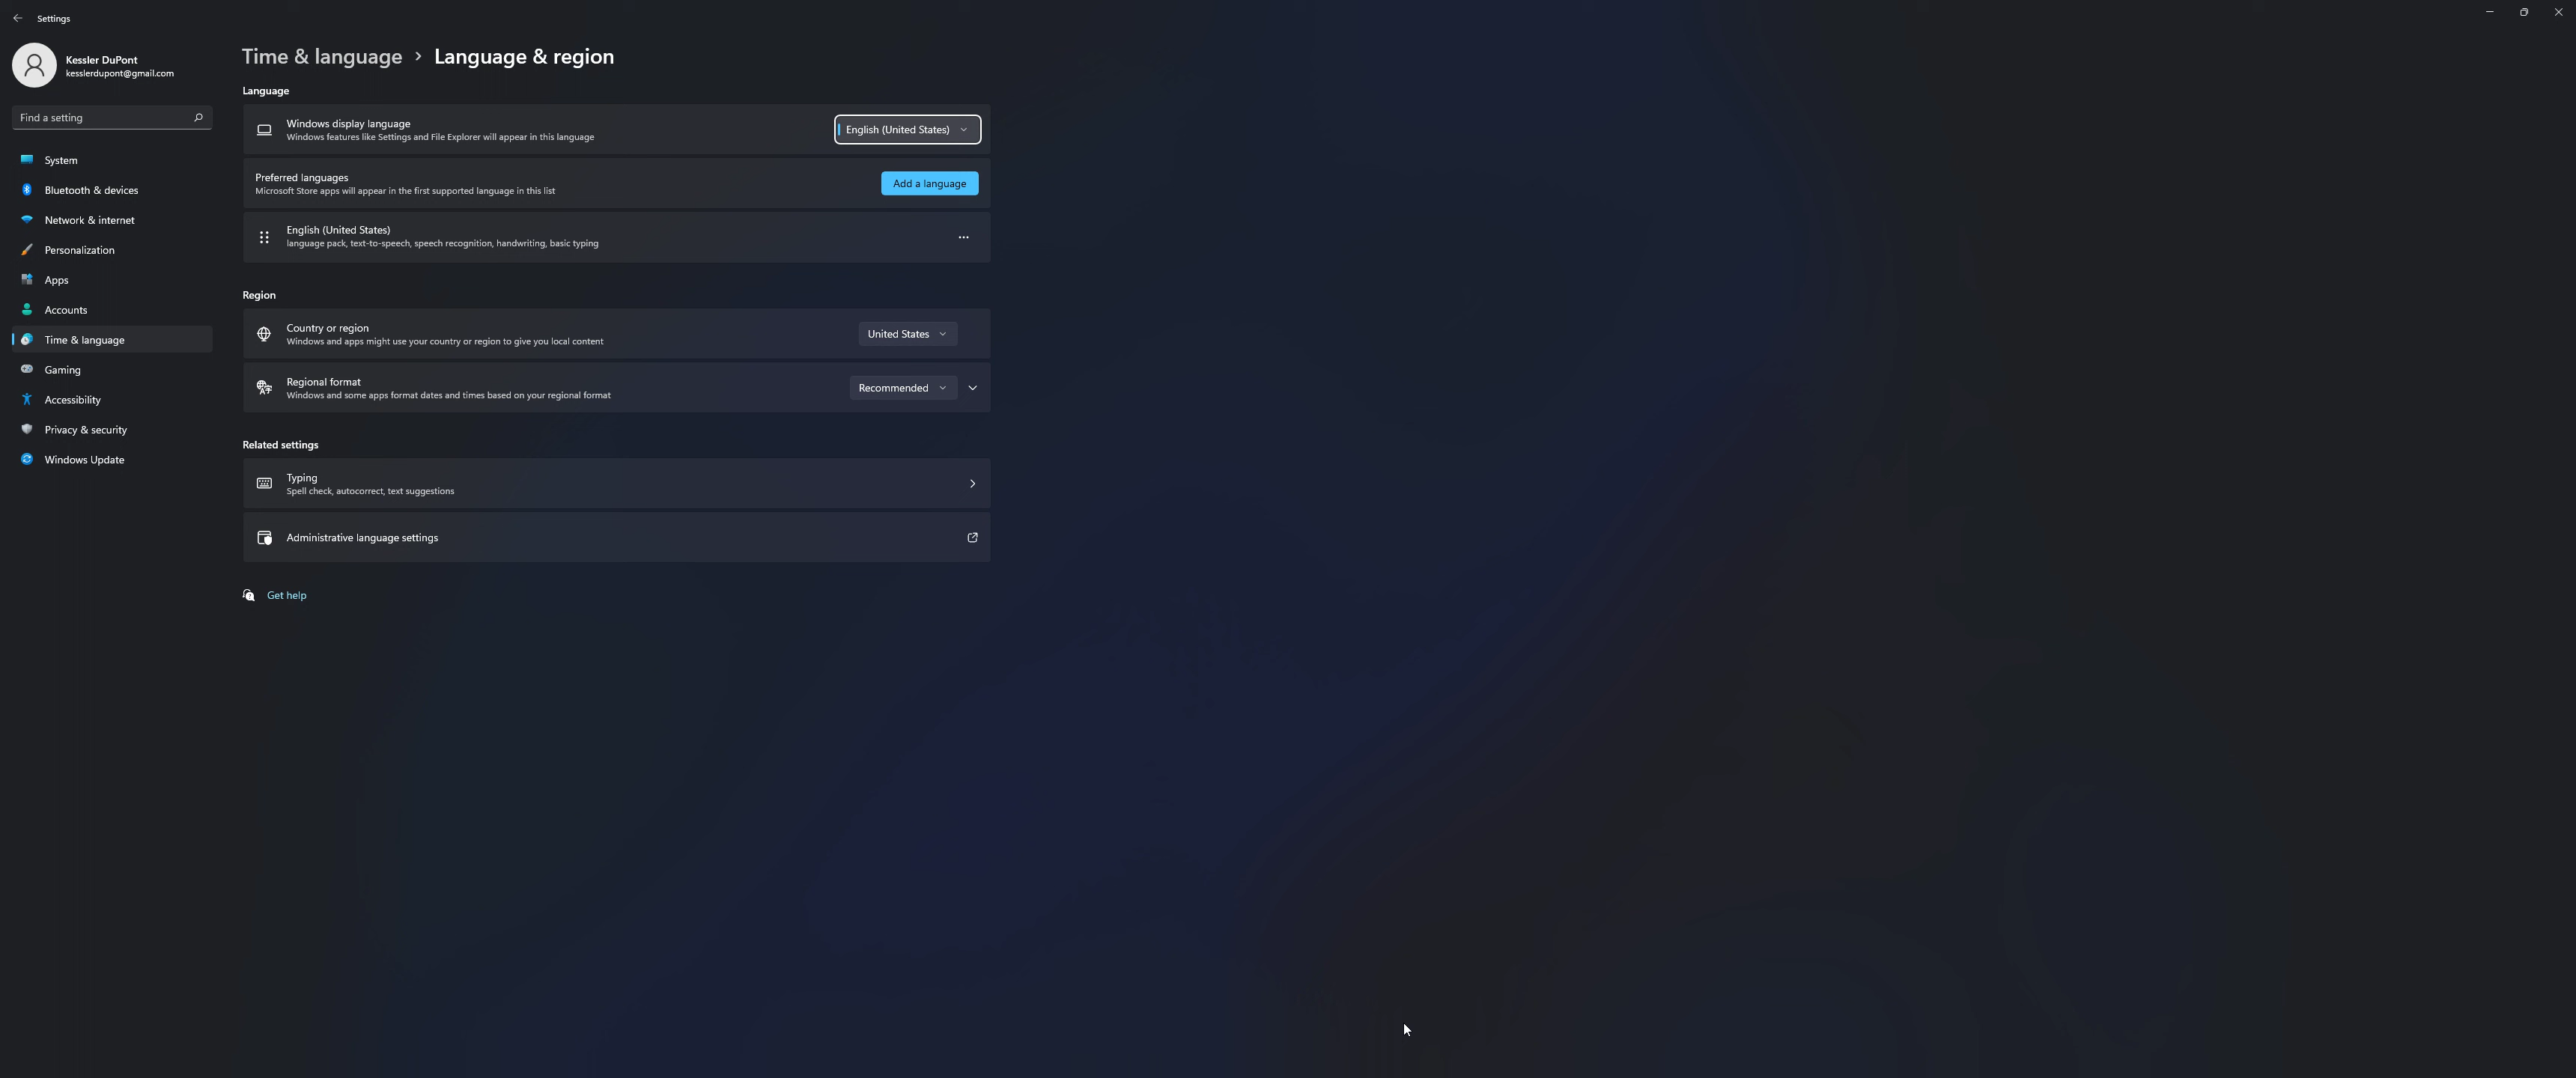 Settings
Kessler DuPont
kesslerdupont@gmail.com
Find a setting
System
Bluetooth & devices
Network & internet
Personalization
Apps
Accounts
Time & language
Gaming
Accessibility
Privacy & security
Windows Update
Time & language > Language & region
Language
Windows display language
Windows features like Settings and File Explorer will appear in this language
English (United States)
Preferred languages
Microsoft Store apps will appear in the first supported language in this list
Add a language
English (United States)
language pack, text-to-speech, speech recognition, handwriting, basic typing
Region
Country or region
Windows and apps might use your country or region to give you local content
United States
Regional format
Windows and some apps format dates and times based on your regional format
Recommended
Related settings
Typing
Spell check, autocorrect, text suggestions
Administrative language settings
Get help